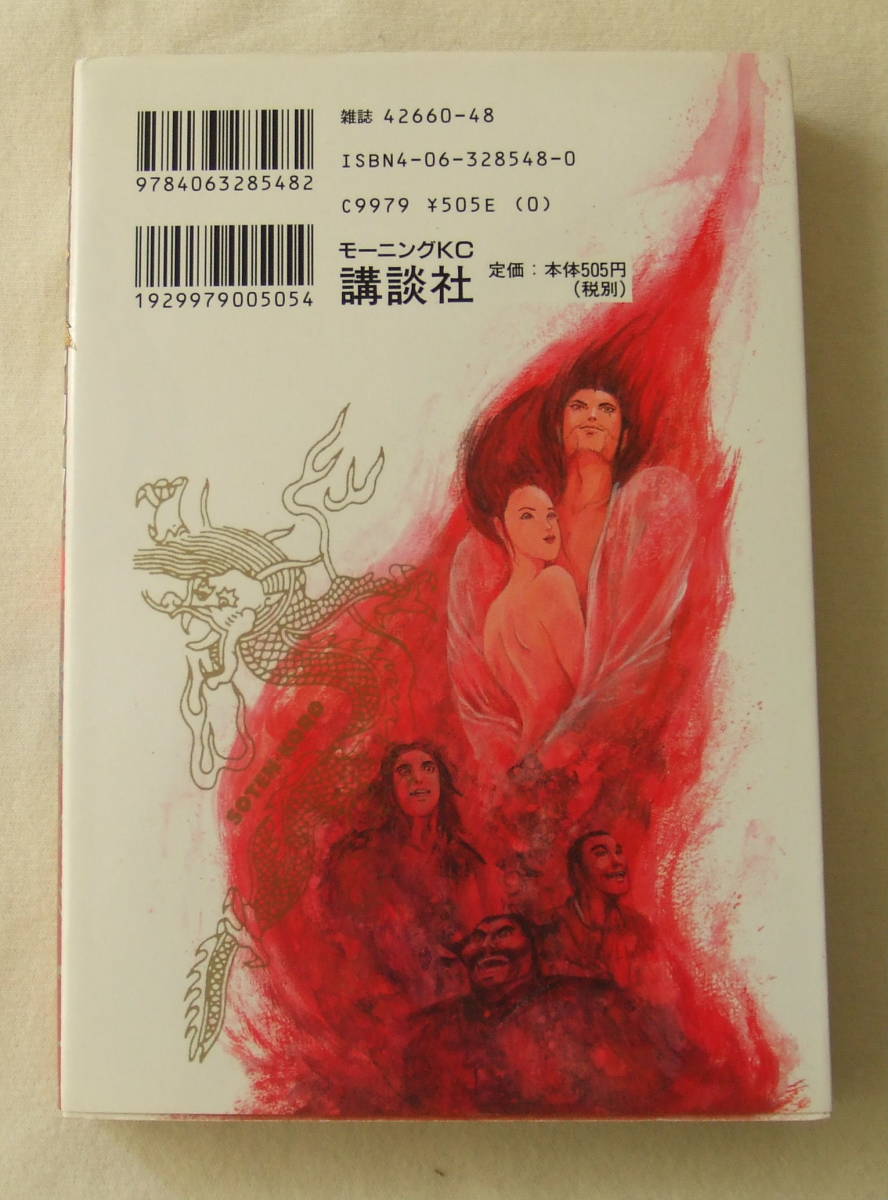 雑誌 42660-48
9784063285482
ISBN4-06-328548-0
C9979 ¥505E (0)
1929979005054
モーニングKC
講談社
定価：本体505円
（税別）
SOTEN-KORO